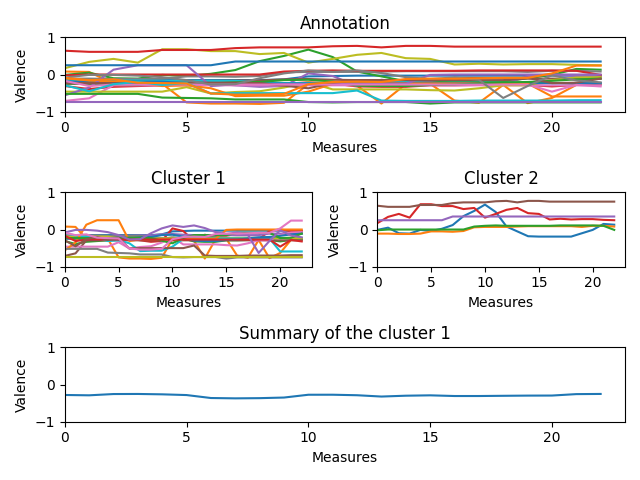 Annotation
1
0
-1
Valence
0 5 10 15 20
Measures
Cluster 1
1
0
-1
Valence
0 5 10 15 20
Measures
Cluster 2
1
0
-1
Valence
0 5 10 15 20
Measures
Summary of the cluster 1
1
0
-1
Valence
0 5 10 15 20
Measures